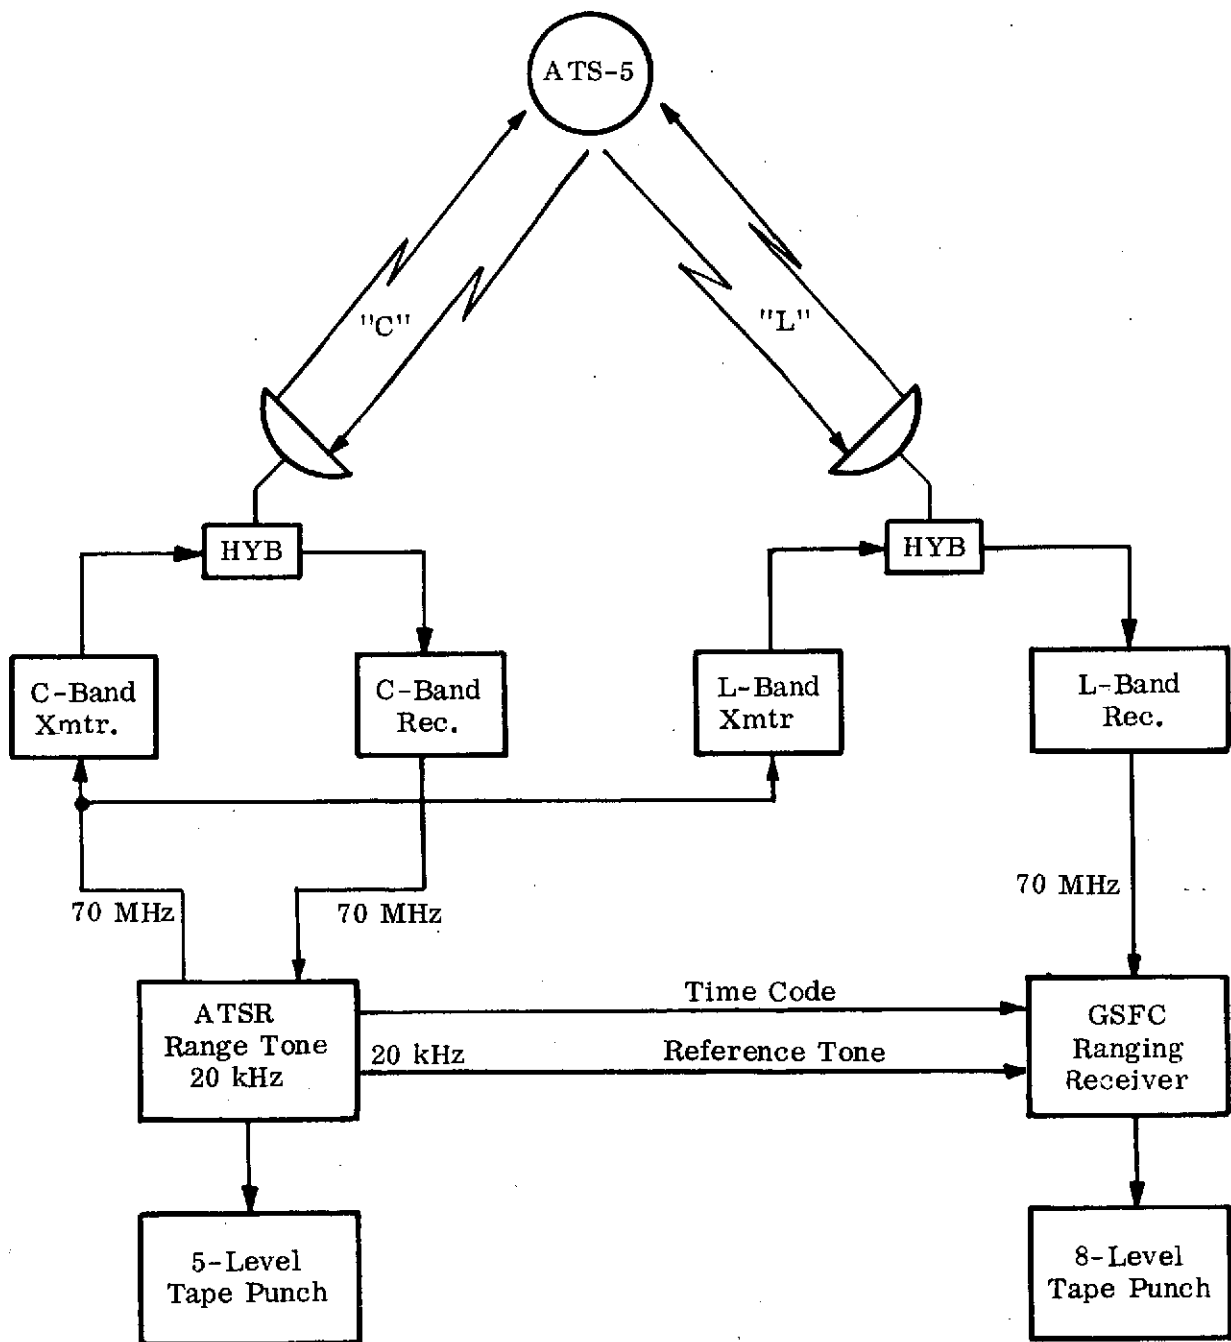 ATS-5
"C"
"L"
HYB
HYB
C-Band
Xmtr.
C-Band
Rec.
L-Band
Xmtr
L-Band
Rec.
70 MHz
70 MHz
70 MHz
ATSR
Range Tone
20 kHz
Time Code
20 kHz
Reference Tone
GSFC
Ranging
Receiver
5-Level
Tape Punch
8-Level
Tape Punch